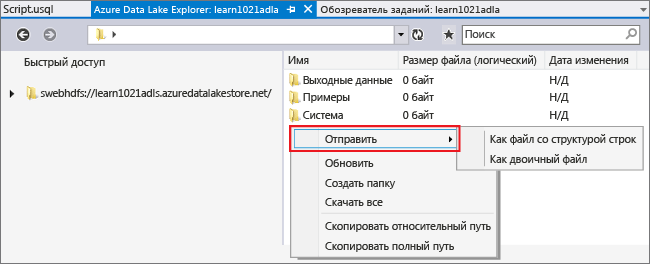 Script.usql Azure Data Lake Explorer: learn1021adla Обозреватель заданий: learn1021adla
Поиск
Быстрый доступ
swebhdfs://learn1021adls.azuredatalakestore.net/
Имя Размер файла (логический) Дата изменения
Выходные данные 0 байт Н/Д
Примеры 0 байт Н/Д
Система 0 байт Н/Д
Отправить
Обновить
Создать папку
Скачать все
Скопировать относительный путь
Скопировать полный путь
Как файл со структурой строк
Как двоичный файл